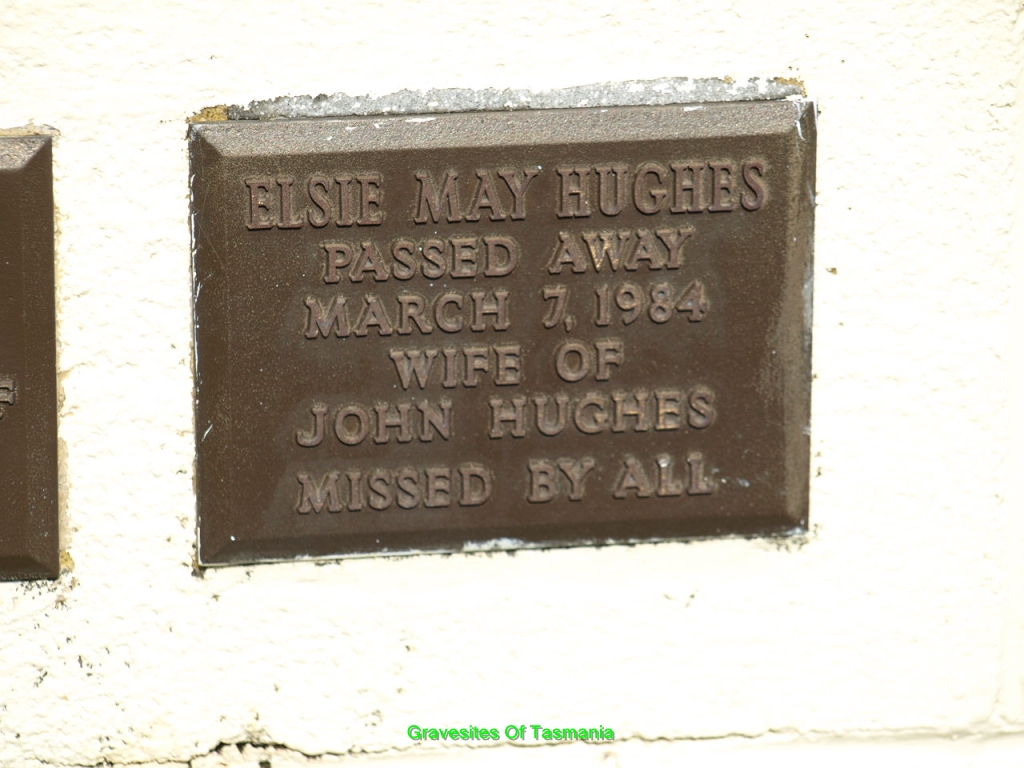 ELSIE MAY HUGHES
PASSED AWAY
MARCH 7, 1984
WIFE OF
JOHN HUGHES
MISSED BY ALL
Gravesites Of Tasmania